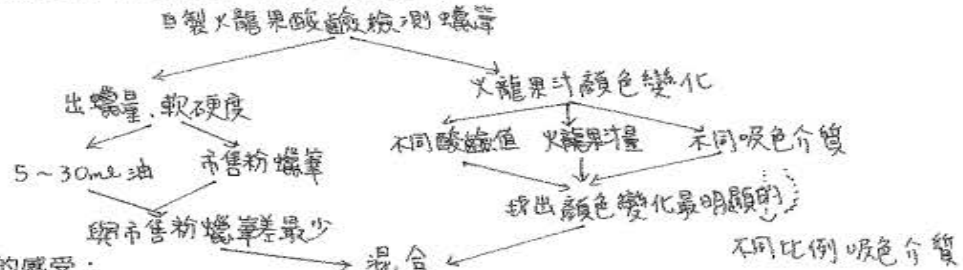 自製火龍果酸鹼檢測蠟筆
出蠟量、軟硬度
火龍果汁顏色變化
5~30ml油
市售粉蠟筆
不同酸鹼值
火龍果汁量
不同吸色介質
與市售粉蠟筆差最少
找出顏色變化最明顯的
混合
不同比例吸色介質
的感受：